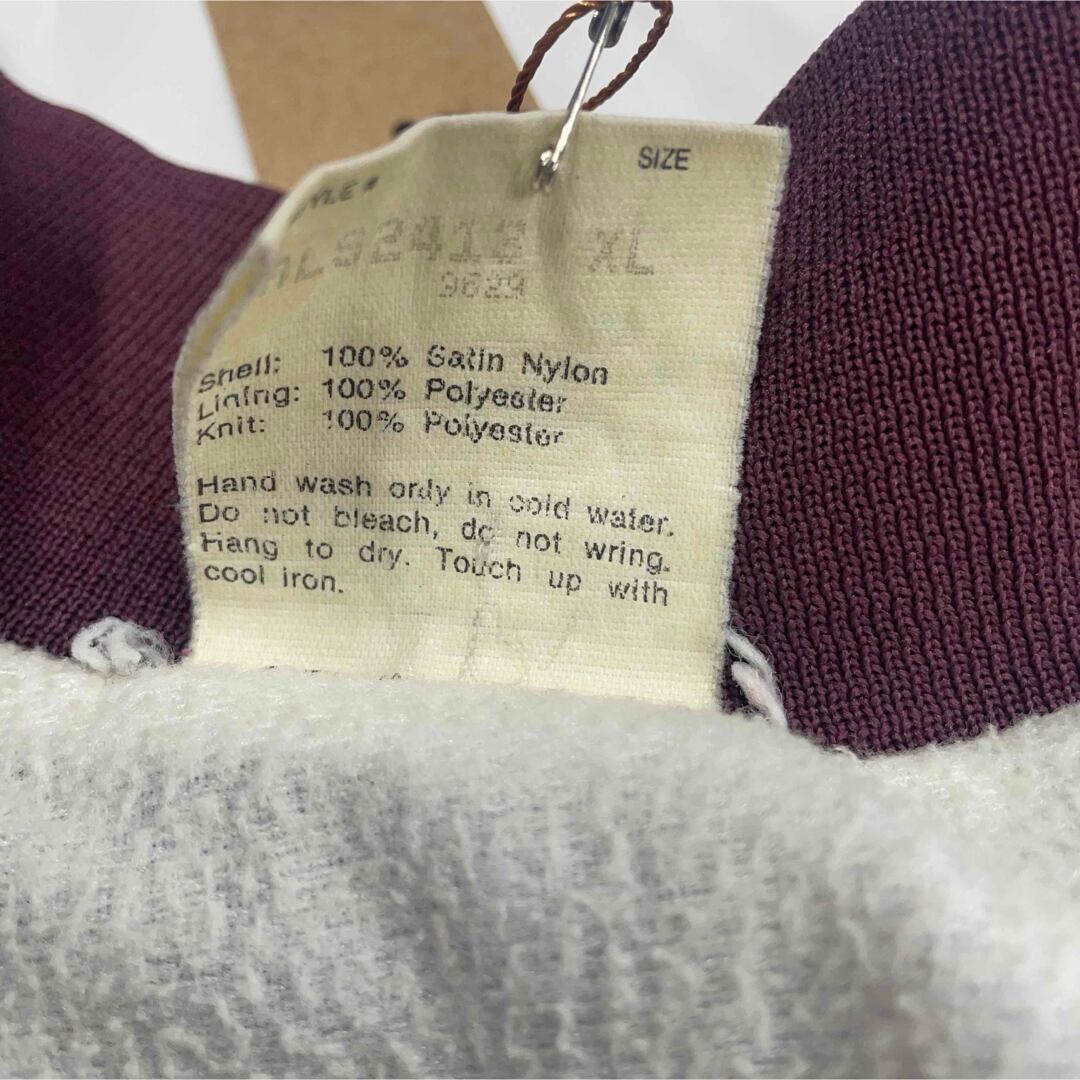 SIZE
XL
9629
Shell: 100% Satin Nylon
Lining: 100% Polyester
Knit: 100% Polyester
Hand wash only in cold water.
Do not bleach, do not wring.
Hang to dry. Touch up with
cool iron.